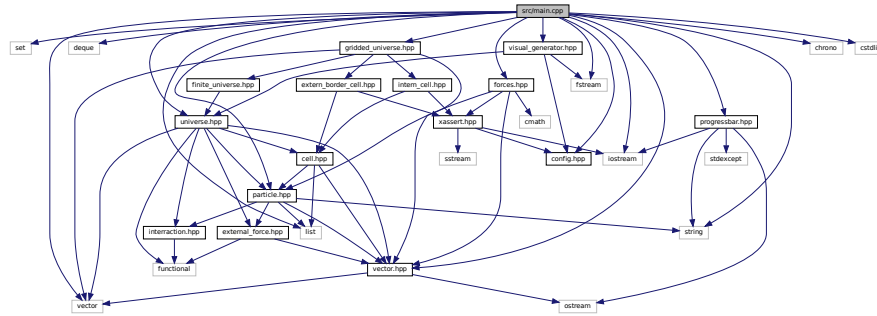 src/main.cpp
set
deque
gridded_universe.hpp
visual_generator.hpp
chrono
cstdli
finite_universe.hpp
extern_border_cell.hpp
intern_cell.hpp
forces.hpp
fstream
universe.hpp
xassert.hpp
cmath
progressbar.hpp
cell.hpp
sstream
config.hpp
iostream
stdexcept
particle.hpp
interraction.hpp
external_force.hpp
list
string
functional
vector.hpp
vector
ostream